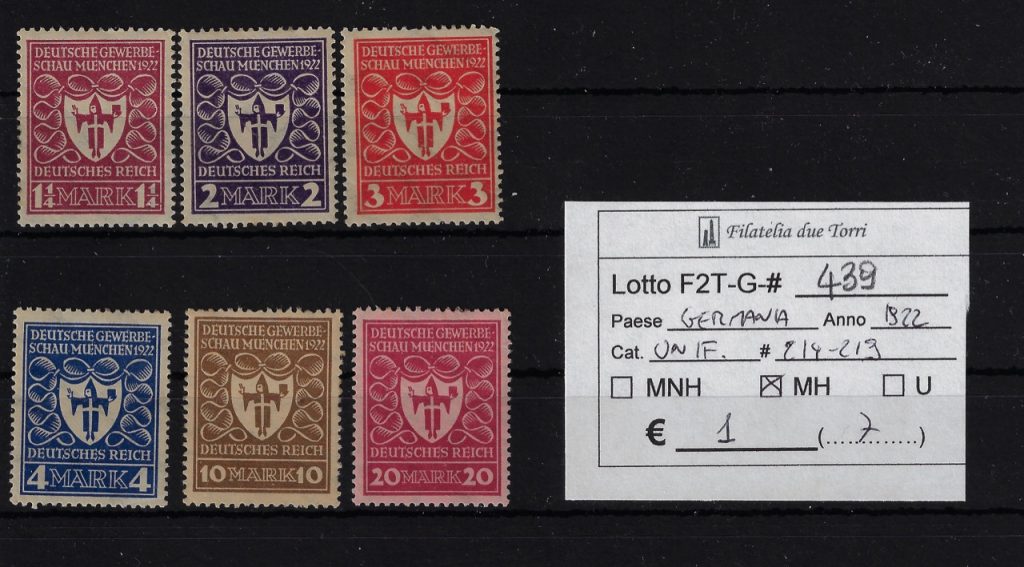 DEUTSCHE GEWERBE-
SCHAU MUENCHEN 1922
DEUTSCHES REICH
1¼ MARK 1¼
DEUTSCHE GEWERBE-
SCHAU MUENCHEN 1922
DEUTSCHES REICH
2 MARK 2
DEUTSCHE GEWERBE-
SCHAU MUENCHEN 1922
DEUTSCHES REICH
3 MARK 3
DEUTSCHE GEWERBE-
SCHAU MUENCHEN 1922
DEUTSCHES REICH
4 MARK 4
DEUTSCHE GEWERBE-
SCHAU MUENCHEN 1922
DEUTSCHES REICH
10 MARK 10
DEUTSCHE GEWERBE-
SCHAU MUENCHEN 1922
DEUTSCHES REICH
20 MARK 20
Filatelia due Torri
Lotto F2T-G-# 439
Paese GERMANIA Anno 1922
Cat. UNIF. # 214-219
MNH MH U
€ 1 (.....7.......)